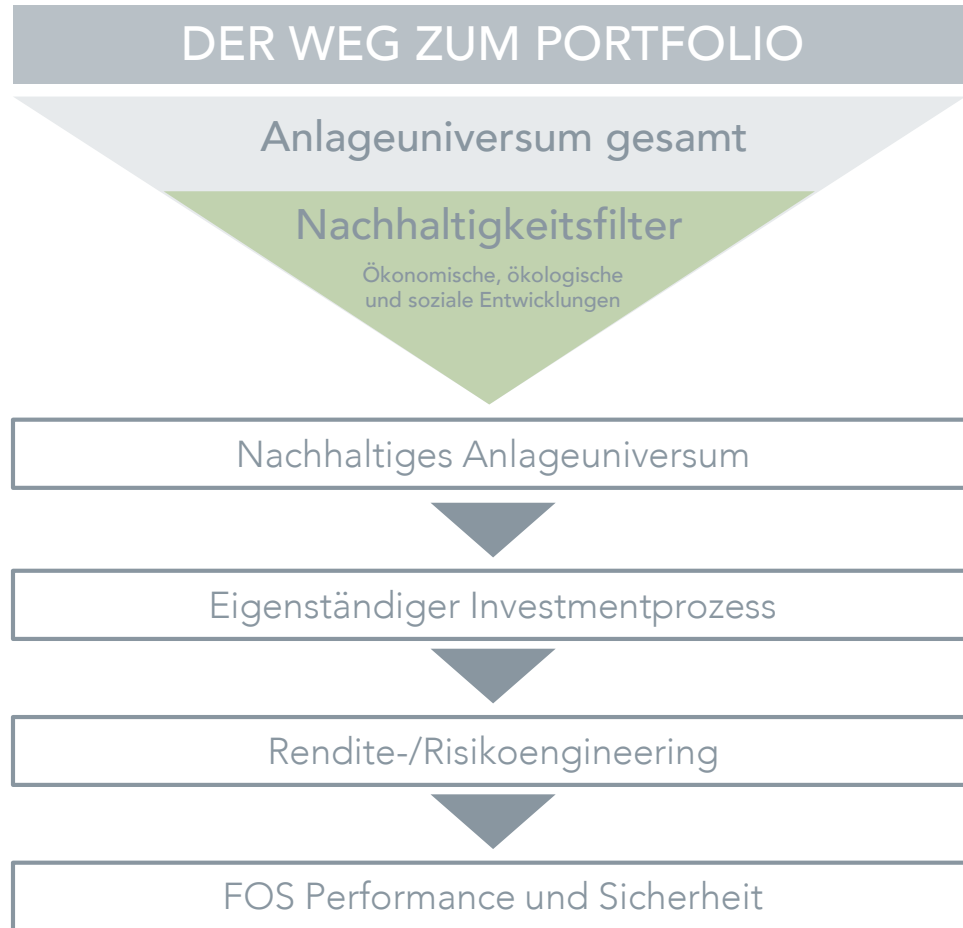 DER WEG ZUM PORTFOLIO
Anlageuniversum gesamt
Nachhaltigkeitsfilter
Ökonomische, ökologische
und soziale Entwicklungen
Nachhaltiges Anlageuniversum
Eigenständiger Investmentprozess
Rendite-/Risikoengineering
FOS Performance und Sicherheit